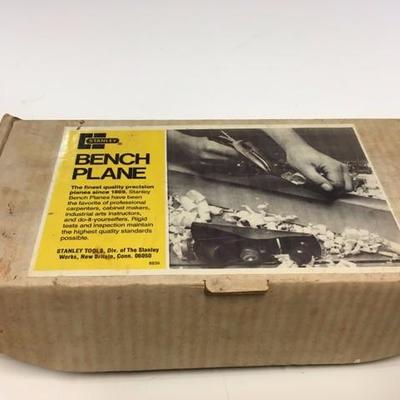 STANLEY
BENCH
PLANE
The finest quality precision
planes since 1869, Stanley
Bench Planes have been
the favorite of professional
carpenters, cabinet makers,
industrial arts instructors,
and do-it-yourselfers. Rigid
tests and inspection maintain
the highest quality standards
possible.
STANLEY TOOLS, Div. of The Stanley
Works, New Britain, Conn. 06050